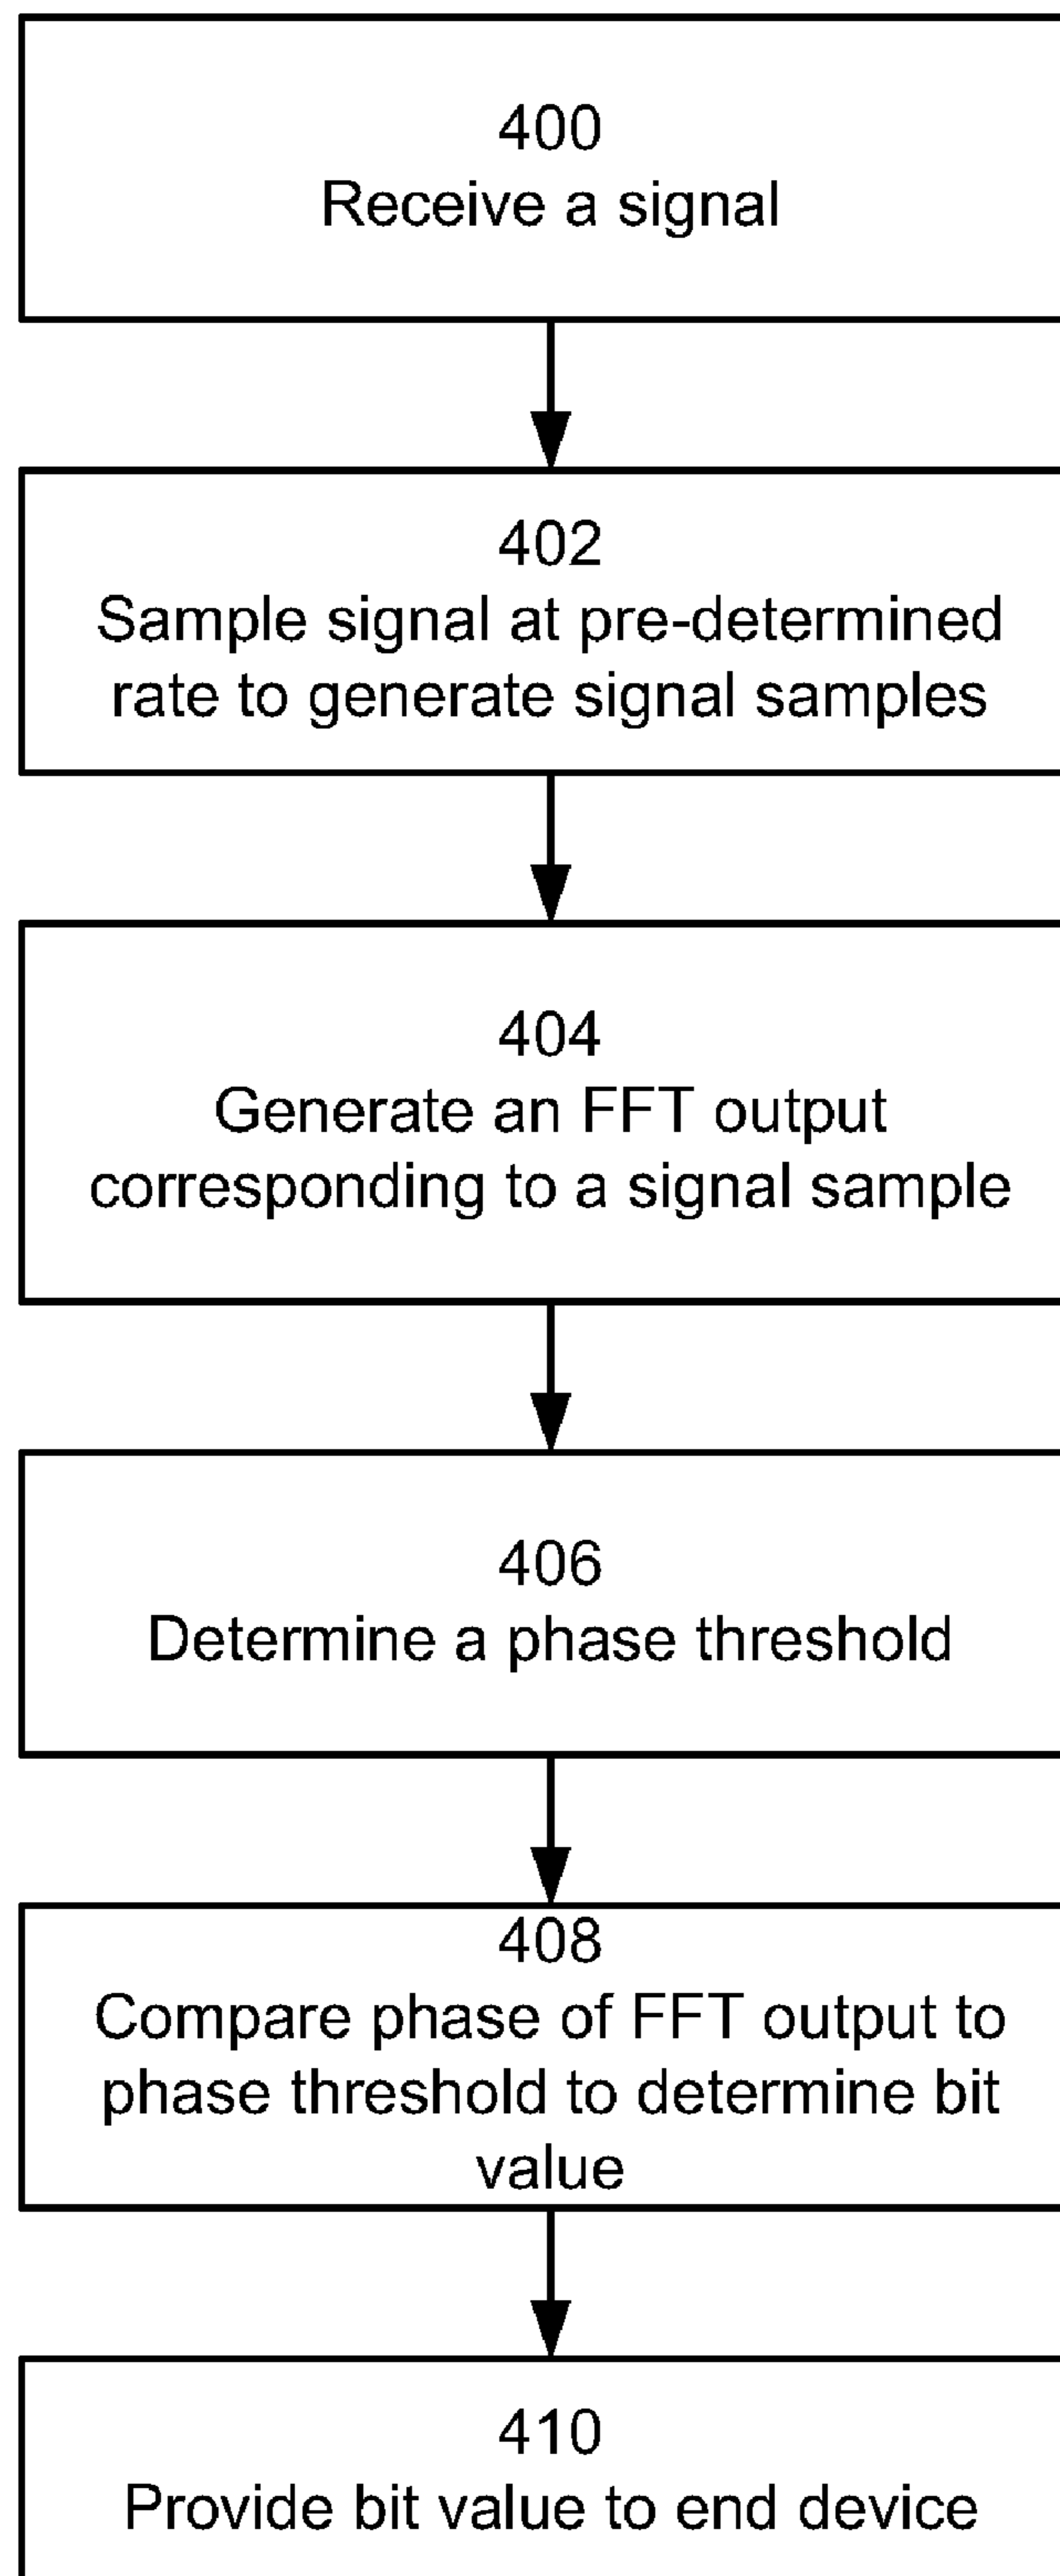 400
Receive a signal
402
Sample signal at pre-determined
rate to generate signal samples
404
Generate an FFT output
corresponding to a signal sample
406
Determine a phase threshold
408
Compare phase of FFT output to
phase threshold to determine bit
value
410
Provide bit value to end device